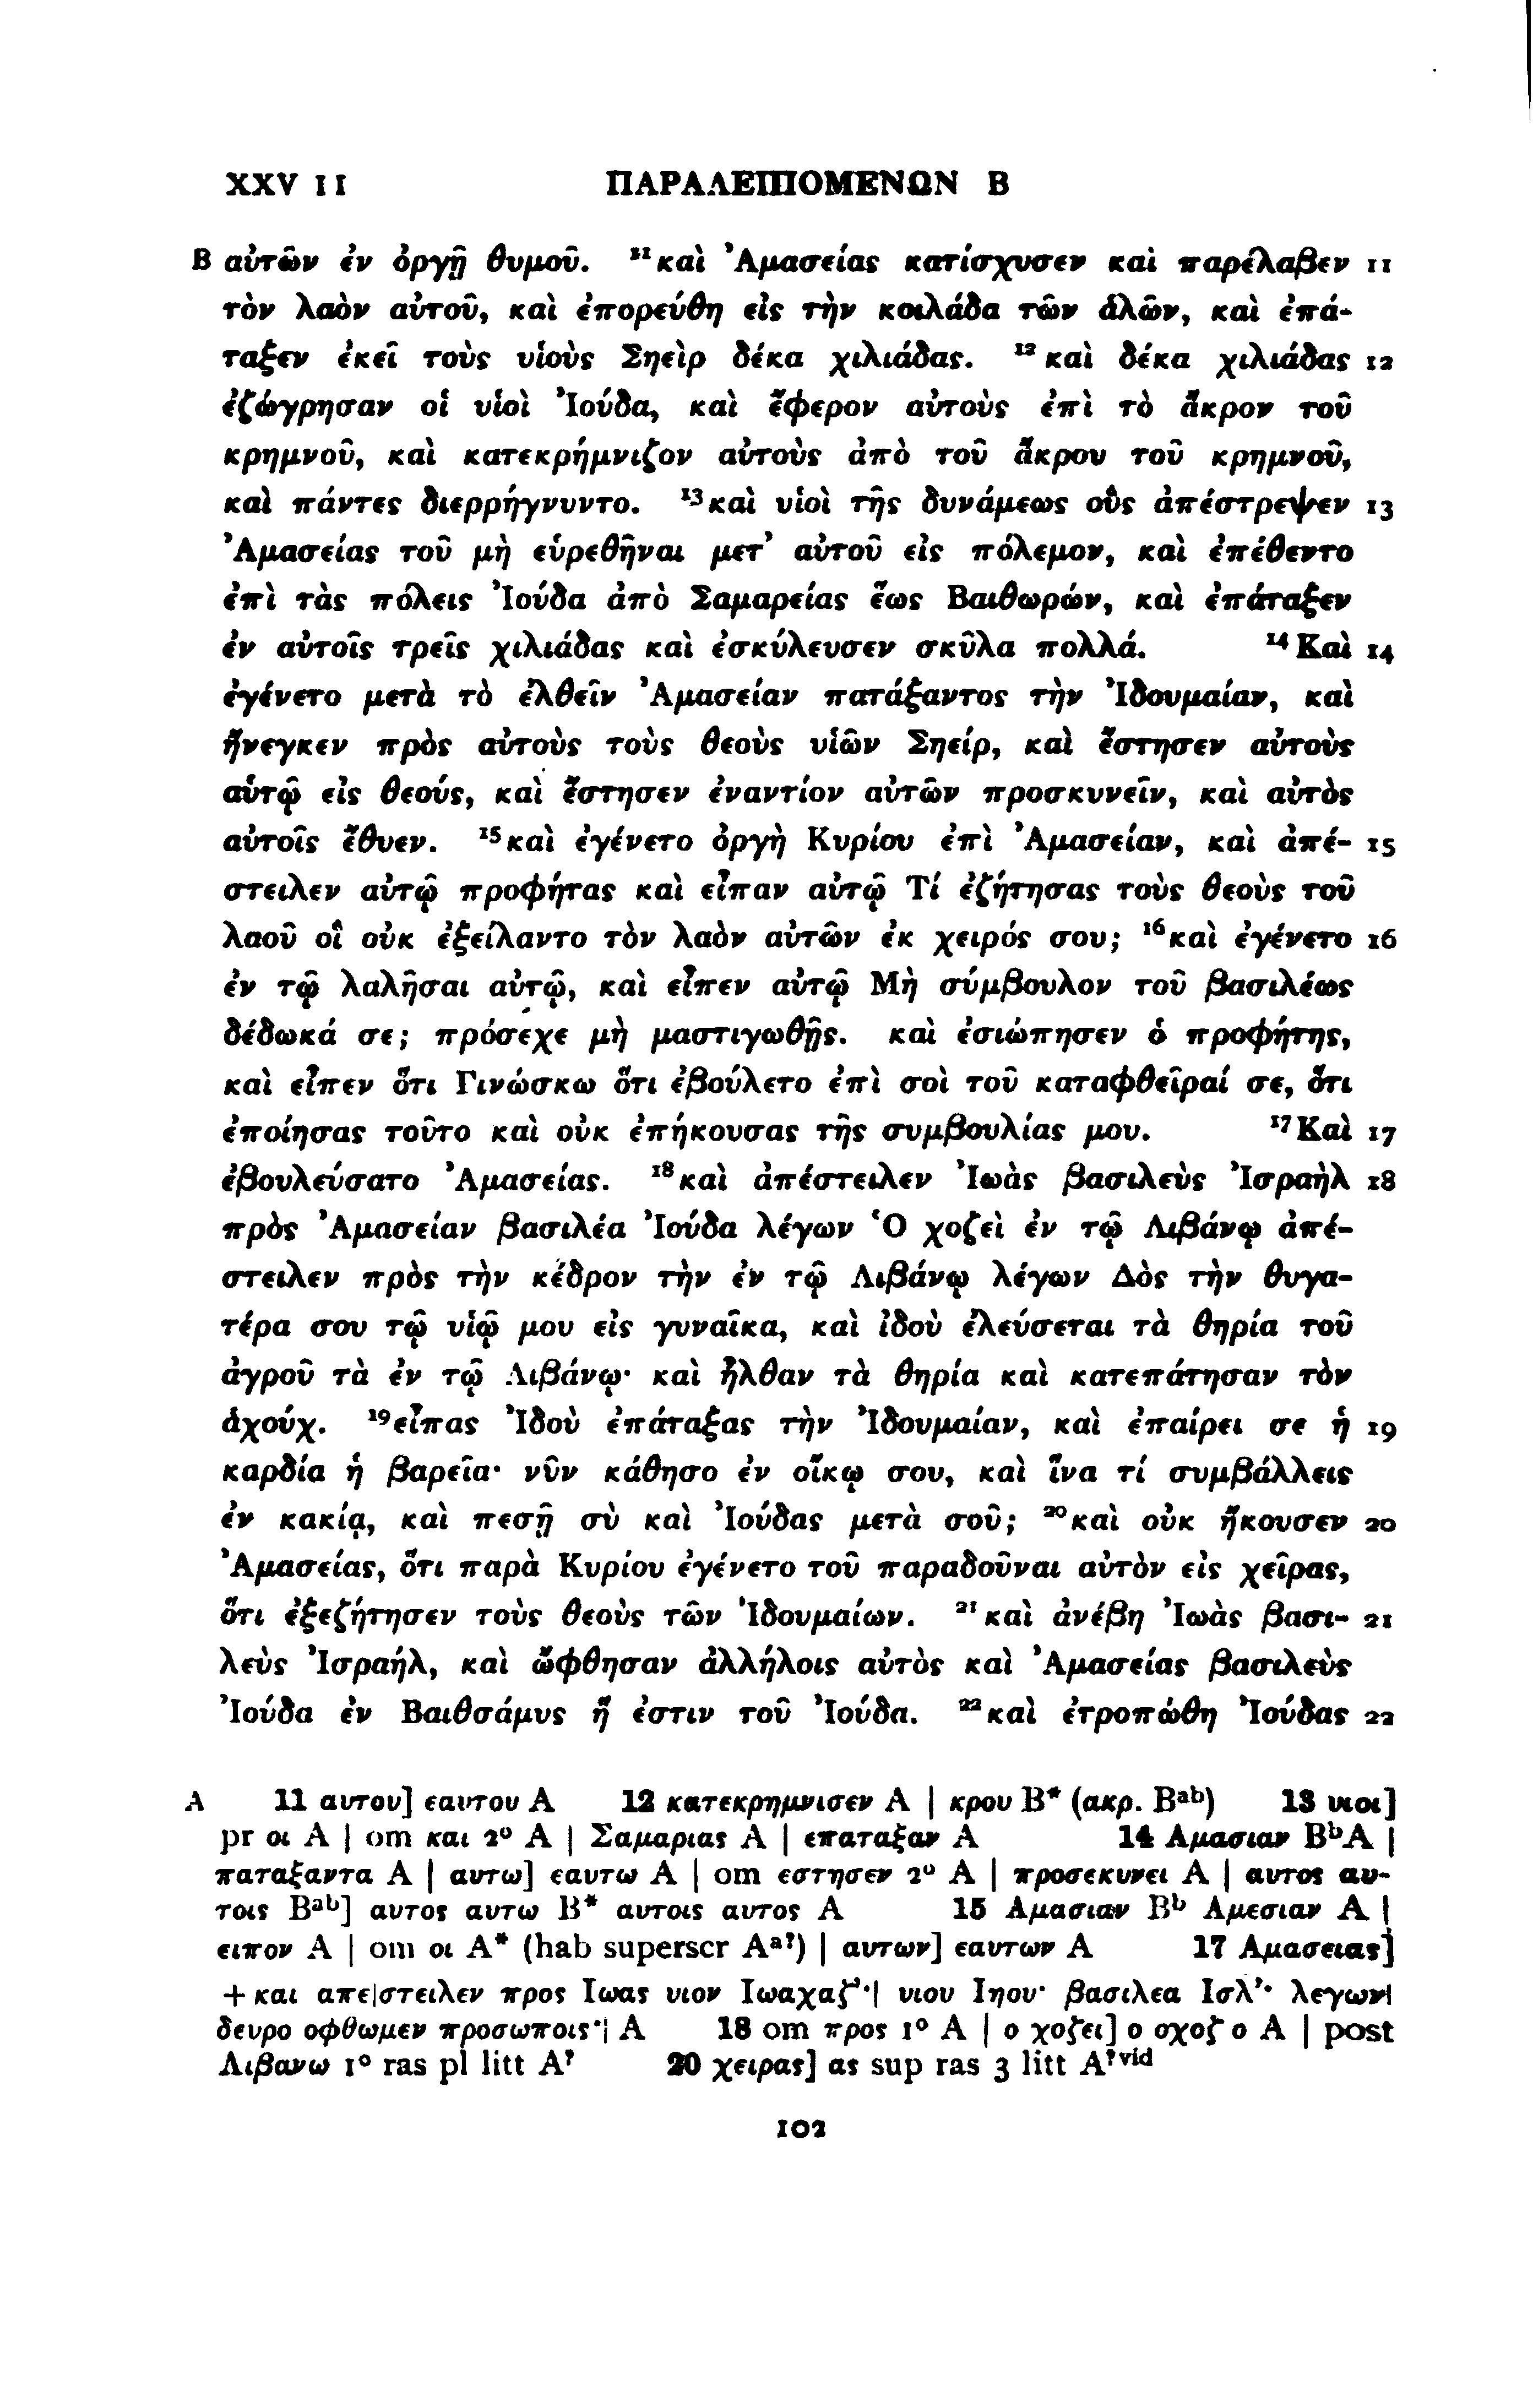 XXV 11 ΠΑΡΑΛΕΙΠΟΜΕΝΩΝ Β
B αὐτῶν ἐν ὀργῇ θυμοῦ. ¹¹καὶ Ἀμασείας κατίσχυσεν καὶ παρέλαβεν 11
τὸν λαὸν αὐτοῦ, καὶ ἐπορεύθη εἰς τὴν κοιλάδα τῶν ἁλῶν, καὶ ἐπά-
ταξεν ἐκεῖ τοὺς υἱοὺς Σηεὶρ δέκα χιλιάδας. ¹²καὶ δέκα χιλιάδας 12
ἐζώγρησαν οἱ υἱοὶ Ἰούδα, καὶ ἔφερον αὐτοὺς ἐπὶ τὸ ἄκρον τοῦ
κρημνοῦ, καὶ κατεκρήμνιζον αὐτοὺς ἀπὸ τοῦ ἄκρου τοῦ κρημνοῦ,
καὶ πάντες διερρήγνυντο. ¹³καὶ υἱοὶ τῆς δυνάμεως οὓς ἀπέστρεψεν 13
Ἀμασείας τοῦ μὴ εὑρεθῆναι μετ’ αὐτοῦ εἰς πόλεμον, καὶ ἐπέθεντο
ἐπὶ τὰς πόλεις Ἰούδα ἀπὸ Σαμαρείας ἕως Βαιθωρών, καὶ ἐπάταξεν
ἐν αὐτοῖς τρεῖς χιλιάδας καὶ ἐσκύλευσεν σκῦλα πολλά. ¹⁴Καὶ 14
ἐγένετο μετὰ τὸ ἐλθεῖν Ἀμασείαν πατάξαντος τὴν Ἰδουμαίαν, καὶ
ἤνεγκεν πρὸς αὐτοὺς τοὺς θεοὺς υἱῶν Σηείρ, καὶ ἔστησεν αὐτοὺς
αὑτῷ εἰς θεούς, καὶ ἔστησεν ἐναντίον αὐτῶν προσκυνεῖν, καὶ αὐτὸς
αὐτοῖς ἔθυεν. ¹⁵καὶ ἐγένετο ὀργὴ Κυρίου ἐπὶ Ἀμασείαν, καὶ ἀπέ- 15
στειλεν αὐτῷ προφήτας καὶ εἶπαν αὐτῷ Τί ἐζήτησας τοὺς θεοὺς τοῦ
λαοῦ οἳ οὐκ ἐξείλαντο τὸν λαὸν αὐτῶν ἐκ χειρός σου; ¹⁶καὶ ἐγένετο 16
ἐν τῷ λαλῆσαι αὐτῷ, καὶ εἶπεν αὐτῷ Μὴ σύμβουλον τοῦ βασιλέως
δέδωκά σε; πρόσεχε μὴ μαστιγωθῇς. καὶ ἐσιώπησεν ὁ προφήτης,
καὶ εἶπεν ὅτι Γινώσκω ὅτι ἐβούλετο ἐπὶ σοὶ τοῦ καταφθεῖραί σε, ὅτι
ἐποίησας τοῦτο καὶ οὐκ ἐπήκουσας τῆς συμβουλίας μου. ¹⁷Καὶ 17
ἐβουλεύσατο Ἀμασείας. ¹⁸καὶ ἀπέστειλεν Ἰωὰς βασιλεὺς Ἰσραὴλ 18
πρὸς Ἀμασείαν βασιλέα Ἰούδα λέγων Ὁ χοζεὶ ἐν τῷ Λιβάνῳ ἀπέ-
στειλεν πρὸς τὴν κέδρον τὴν ἐν τῷ Λιβάνῳ λέγων Δὸς τὴν θυγα-
τέρα σου τῷ υἱῷ μου εἰς γυναῖκα, καὶ ἰδοὺ ἐλεύσεται τὰ θηρία τοῦ
ἀγροῦ τὰ ἐν τῷ Λιβάνῳ· καὶ ἦλθαν τὰ θηρία καὶ κατεπάτησαν τὸν
ἀχούχ. ¹⁹εἶπας Ἰδοὺ ἐπάταξας τὴν Ἰδουμαίαν, καὶ ἐπαίρει σε ἡ 19
καρδία ἡ βαρεῖα· νῦν κάθησο ἐν οἴκῳ σου, καὶ ἵνα τί συμβάλλεις
ἐν κακίᾳ, καὶ πεσῇ σὺ καὶ Ἰούδας μετὰ σοῦ; ²⁰καὶ οὐκ ἤκουσεν 20
Ἀμασείας, ὅτι παρὰ Κυρίου ἐγένετο τοῦ παραδοῦναι αὐτὸν εἰς χεῖρας,
ὅτι ἐξεζήτησεν τοὺς θεοὺς τῶν Ἰδουμαίων. ²¹καὶ ἀνέβη Ἰωὰς βασι- 21
λεὺς Ἰσραήλ, καὶ ὤφθησαν ἀλλήλοις αὐτὸς καὶ Ἀμασείας βασιλεὺς
Ἰούδα ἐν Βαιθσάμυς ἥ ἐστιν τοῦ Ἰούδα. ²²καὶ ἐτροπώθη Ἰούδας 22
A 11 αυτου] εαυτου A 12 κατεκρημνισεν A | κρου B* (ακρ. Bᵃᵇ) 13 υιοι]
pr οι A | om και 2° A | Σαμαριας A | επαταξαν A 14 Αμασιαν BᵇA |
παταξαντα A | αυτω] εαυτω A | om εστησεν 2° A | προσεκυνει A | αυτος αυ-
τοις Bᵃᵇ] αυτος αυτω B* αυτοις αυτος A 15 Αμασιαν Bᵇ Αμεσιαν A |
ειπον A | om οι A* (hab superscr Aᵃ?) | αυτων] εαυτων A 17 Αμασειας]
+ και απε|στειλεν προς Ιωας υιον Ιωαχαζ’·| υιου Ιηου· βασιλεα Ισλ’· λεγων|
δευρο οφθωμεν προσωποις·| A 18 om προς 1° A | ο χοζει] ο οχοζ ο A | post
Λιβανω 1° ras pl litt A? 20 χειρας] ας sup ras 3 litt A?ᵛⁱᵈ
102